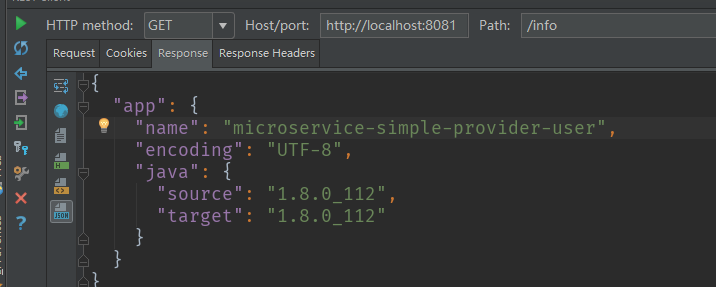 HTTP method: GET Host/port: http://localhost:8081 Path: /info
Request Cookies Response Response Headers
{
"app": {
"name": "microservice-simple-provider-user",
"encoding": "UTF-8",
"java": {
"source": "1.8.0_112",
"target": "1.8.0_112"
}
}
}
JSON